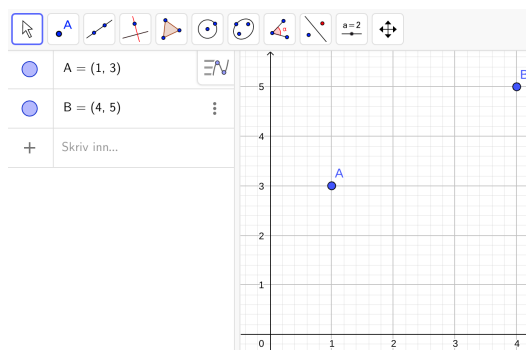 A
α
a=2
A = (1, 3)
B = (4, 5)
Skriv inn...
B
5
4
A
3
2
1
0
1
2
3
4